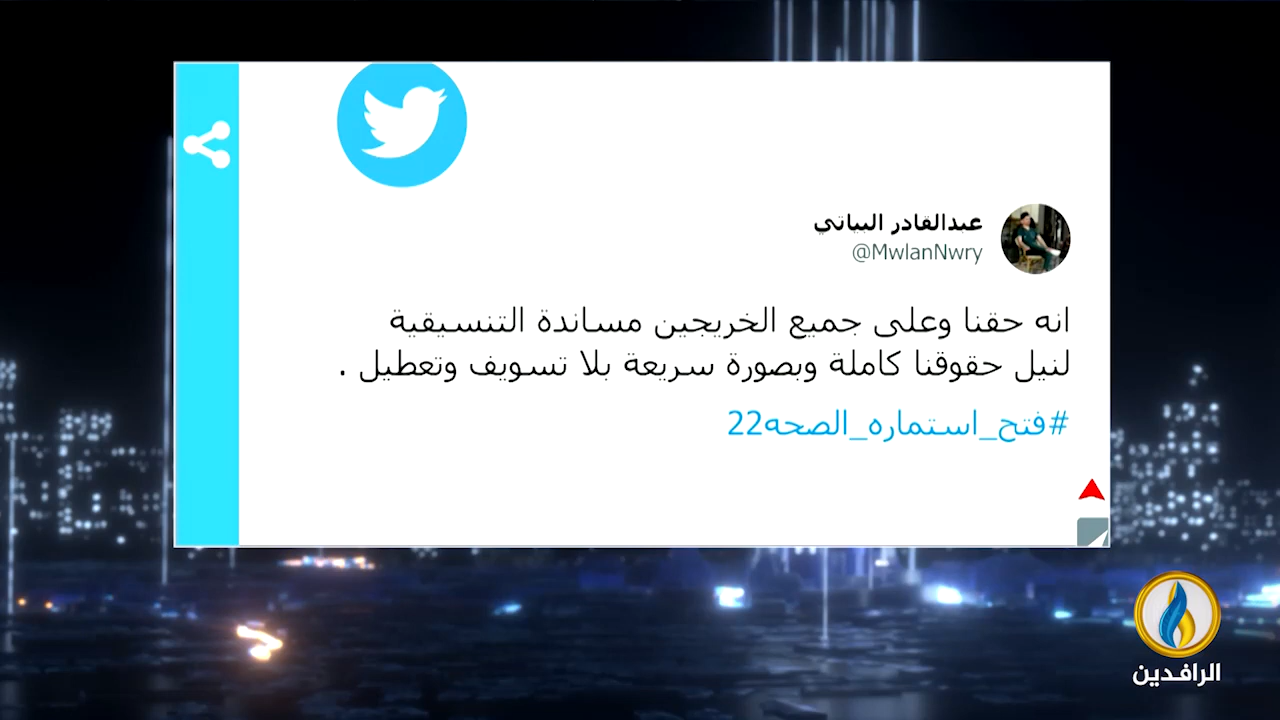 عبدالقادر البياتي
@MwlanNwry
انه حقنا وعلى جميع الخريجين مساندة التنسيقية
لنيل حقوقنا كاملة وبصورة سريعة بلا تسويف وتعطيل .
#فتح_استماره_الصحه22
الرافدين